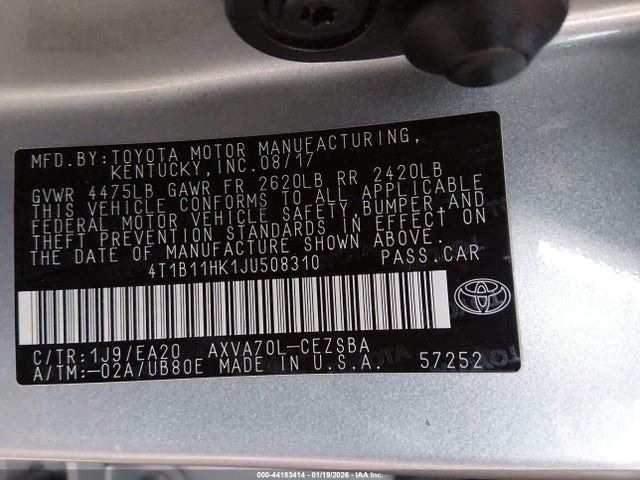 MFD.BY:TOYOTA MOTOR MANUFACTURING,
KENTUCKY, INC. 08/17
GVWR 4475LB GAWR FR 2620LB RR 2420LB
THIS VEHICLE CONFORMS TO ALL APPLICABLE
FEDERAL MOTOR VEHICLE SAFETY, BUMPER AND
THEFT PREVENTION STANDARDS IN EFFECT ON
THE DATE OF MANUFACTURE SHOWN ABOVE.
4T1B11HK1JU508310 PASS.CAR
C/TR:1J9/EA20 AXVA70L-CEZSBA
A/TM:-02A/UB80E MADE IN U.S.A. 57252
000-44183414 | 01/19/2026 | IAA Inc.